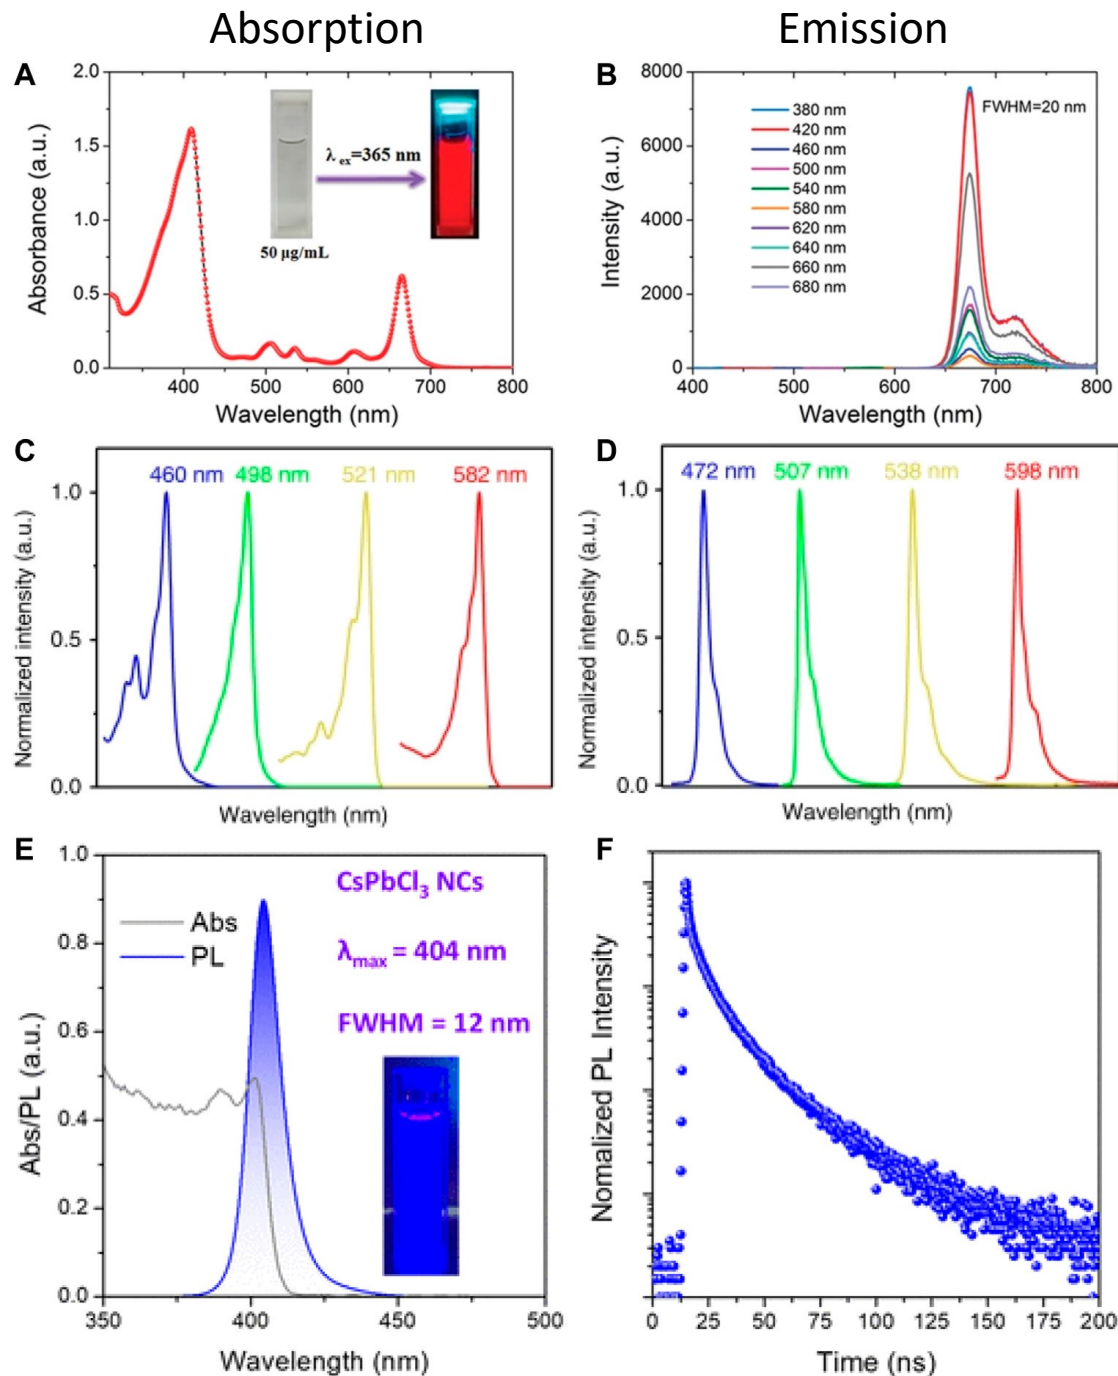 Absorption
Emission
A
2.0
1.5
1.0
0.5
0.0
Absorbance (a.u.)
λ ex=365 nm
50 µg/mL
400 500 600 700 800
Wavelength (nm)
B
8000
6000
4000
2000
0
Intensity (a.u.)
380 nm
420 nm
460 nm
500 nm
540 nm
580 nm
620 nm
640 nm
660 nm
680 nm
FWHM=20 nm
400 500 600 700 800
Wavelength (nm)
C
460 nm 498 nm 521 nm 582 nm
1.0
0.5
0.0
Normalized intensity (a.u.)
Wavelength (nm)
D
472 nm 507 nm 538 nm 598 nm
1.0
0.5
0.0
Normalized intensity (a.u.)
Wavelength (nm)
E
1.0
0.8
0.6
0.4
0.2
0.0
Abs/PL (a.u.)
Abs
PL
CsPbCl₃ NCs
λmax = 404 nm
FWHM = 12 nm
350 400 450 500
Wavelength (nm)
F
Nomalized PL Intensity
0 25 50 75 100 125 150 175 200
Time (ns)